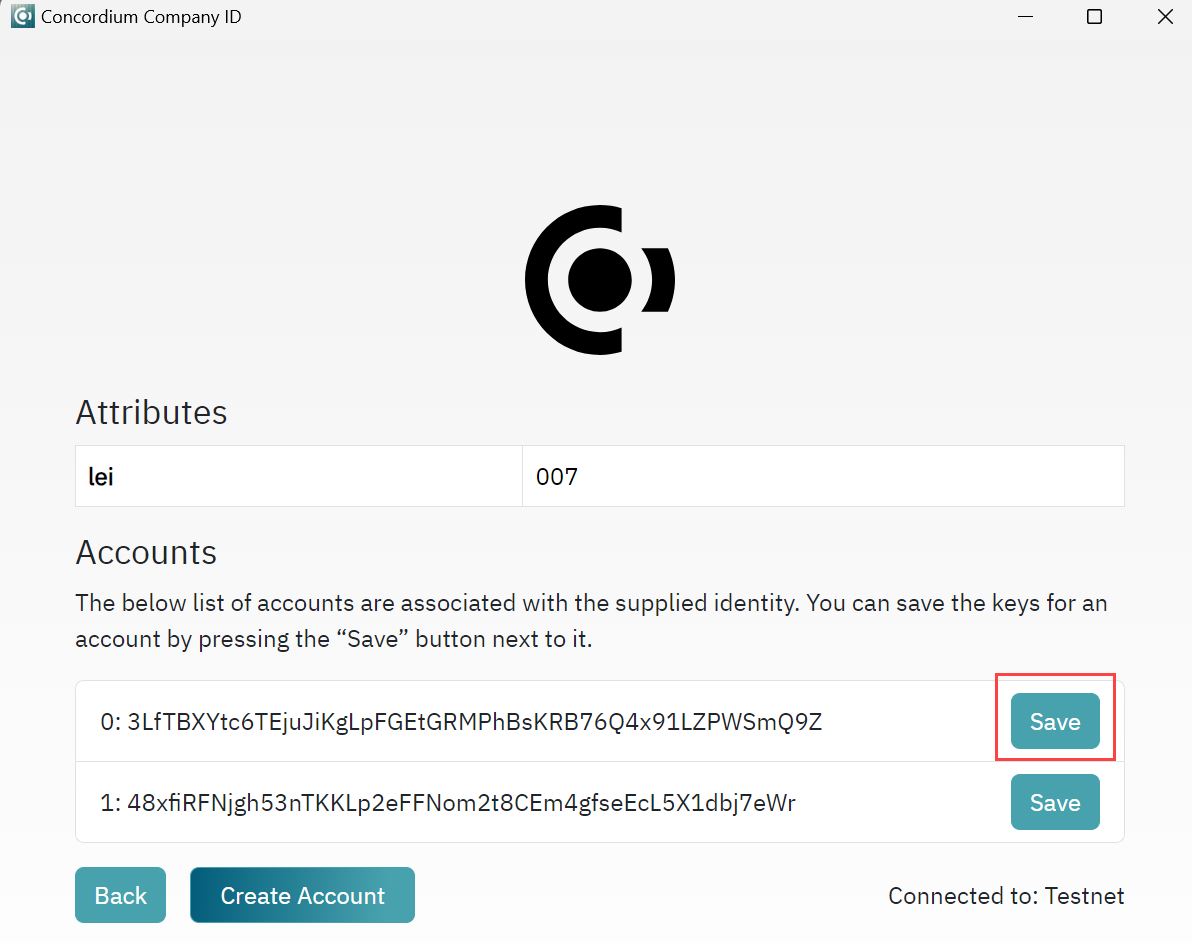 Concordium Company ID
Attributes
lei 007
Accounts
The below list of accounts are associated with the supplied identity. You can save the keys for an
account by pressing the “Save” button next to it.
0: 3LfTBXYtc6TEjuJiKgLpFGEtGRMPhBsKRB76Q4x91LZPWSmQ9Z Save
1: 48xfiRFNjgh53nTKKLp2eFFNom2t8CEm4gfseEcL5X1dbj7eWr Save
Back Create Account Connected to: Testnet